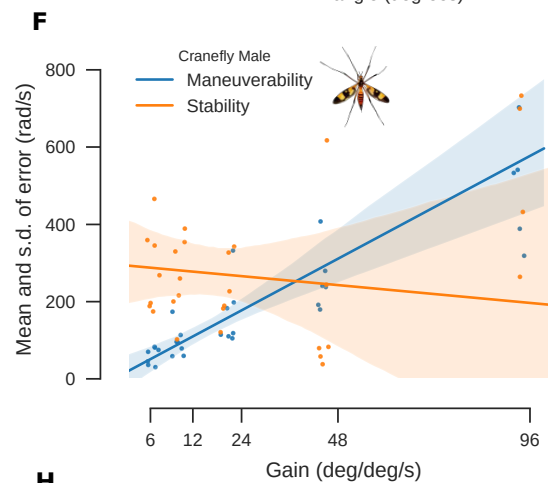 F
Cranefly Male
Maneuverability
Stability
Mean and s.d. of error (rad/s)
800
600
400
200
0
6 12 24 48 96
Gain (deg/deg/s)
H